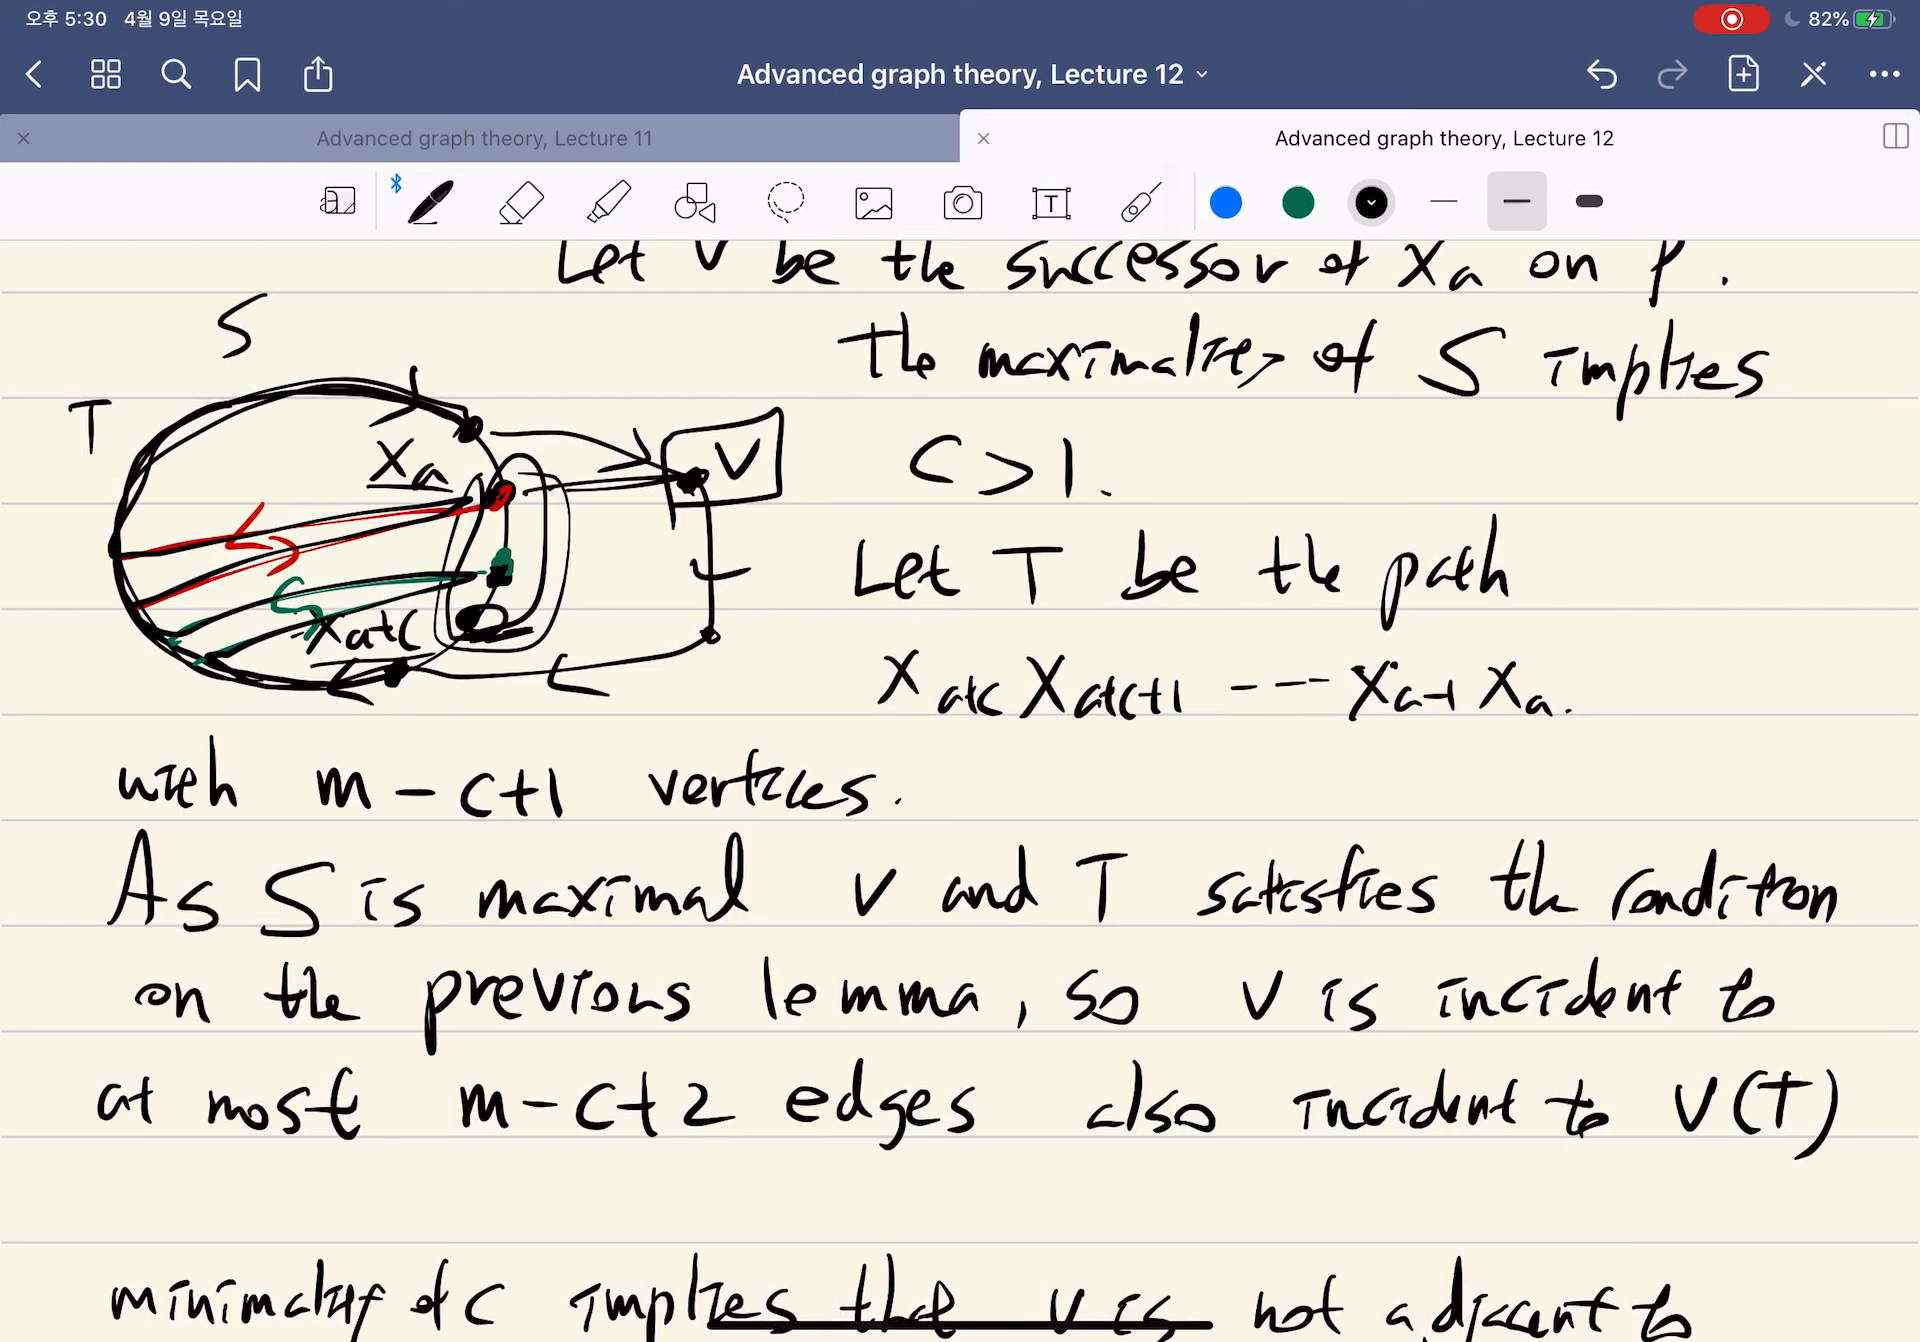 오후 5:30 4월 9일 목요일
82%
Advanced graph theory, Lecture 12
Advanced graph theory, Lecture 11
Advanced graph theory, Lecture 12
Let v be the successor of Xa on P.
S
The maximality of S implies
T
Xa
V
C > 1.
Let T be the path
Xa+c
Xa+c Xa+c+1 --- Xa-1 Xa.
with m-c+1 vertices.
As S is maximal v and T satisfies the condition
on the previous lemma, so v is incident to
at most m-c+2 edges also incident to V(T)
minimality of c implies that v is not adjacent to